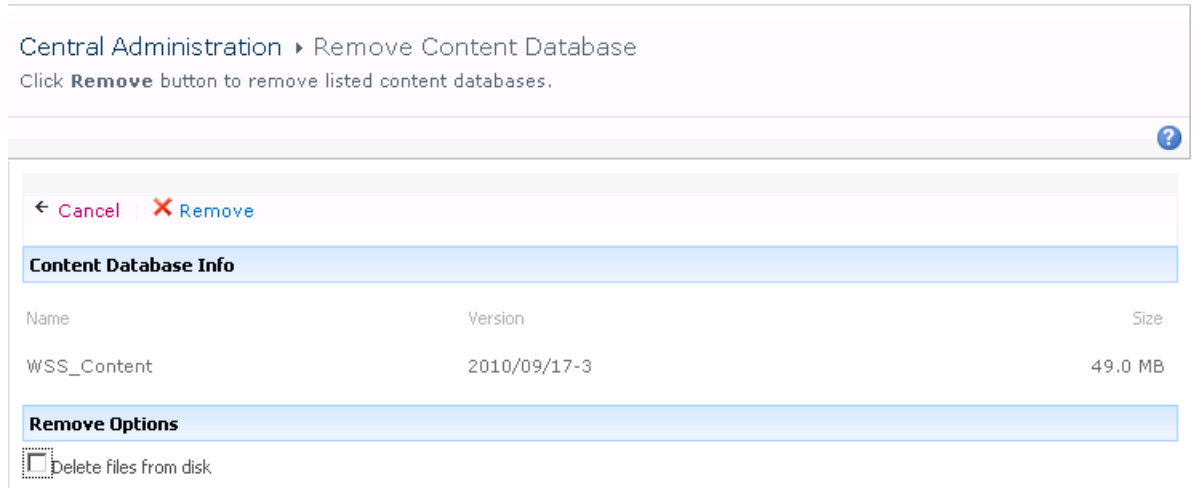 Central Administration ▸ Remove Content Database
Click Remove button to remove listed content databases.
Cancel Remove
Content Database Info
Name Version Size
WSS_Content 2010/09/17-3 49.0 MB
Remove Options
Delete files from disk